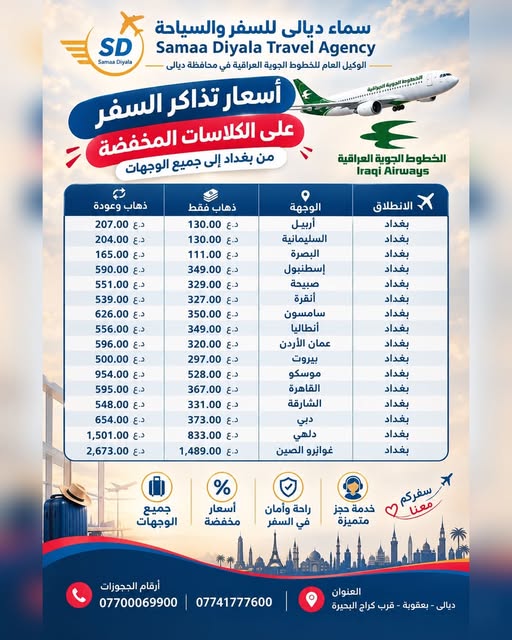 SD
Samaa Diyala
سماء ديالى للسفر والسياحة
Samaa Diyala Travel Agency
الوكيل العام للخطوط الجوية العراقية في محافظة ديالى
أسعار تذاكر السفر
على الكلاسات المخفضة
من بغداد إلى جميع الوجهات
الخطوط الجوية العراقية
الخطوط الجوية العراقية
Iraqi Airways
الانطلاق الوجهة ذهاب فقط ذهاب وعودة
بغداد أربيل 130.00 د.ع 207.00 د.ع
بغداد السليمانية 130.00 د.ع 204.00 د.ع
بغداد البصرة 111.00 د.ع 165.00 د.ع
بغداد إسطنبول 349.00 د.ع 590.00 د.ع
بغداد صبيحة 329.00 د.ع 551.00 د.ع
بغداد أنقرة 327.00 د.ع 539.00 د.ع
بغداد سامسون 350.00 د.ع 626.00 د.ع
بغداد أنطاليا 349.00 د.ع 556.00 د.ع
بغداد عمان الأردن 320.00 د.ع 596.00 د.ع
بغداد بيروت 297.00 د.ع 500.00 د.ع
بغداد موسكو 528.00 د.ع 954.00 د.ع
بغداد القاهرة 367.00 د.ع 595.00 د.ع
بغداد الشارقة 331.00 د.ع 548.00 د.ع
بغداد دبي 373.00 د.ع 654.00 د.ع
بغداد دلهي 833.00 د.ع 1,501.00 د.ع
بغداد غوانزو الصين 1,489.00 د.ع 2,673.00 د.ع
سفركم
معنا
خدمة حجز
متميزة
راحة وأمان
في السفر
أسعار
مخفضة
جميع
الوجهات
العنوان
ديالى - بعقوبة - قرب كراج البحيرة
أرقام الحجوزات
07700069900 | 07741777600